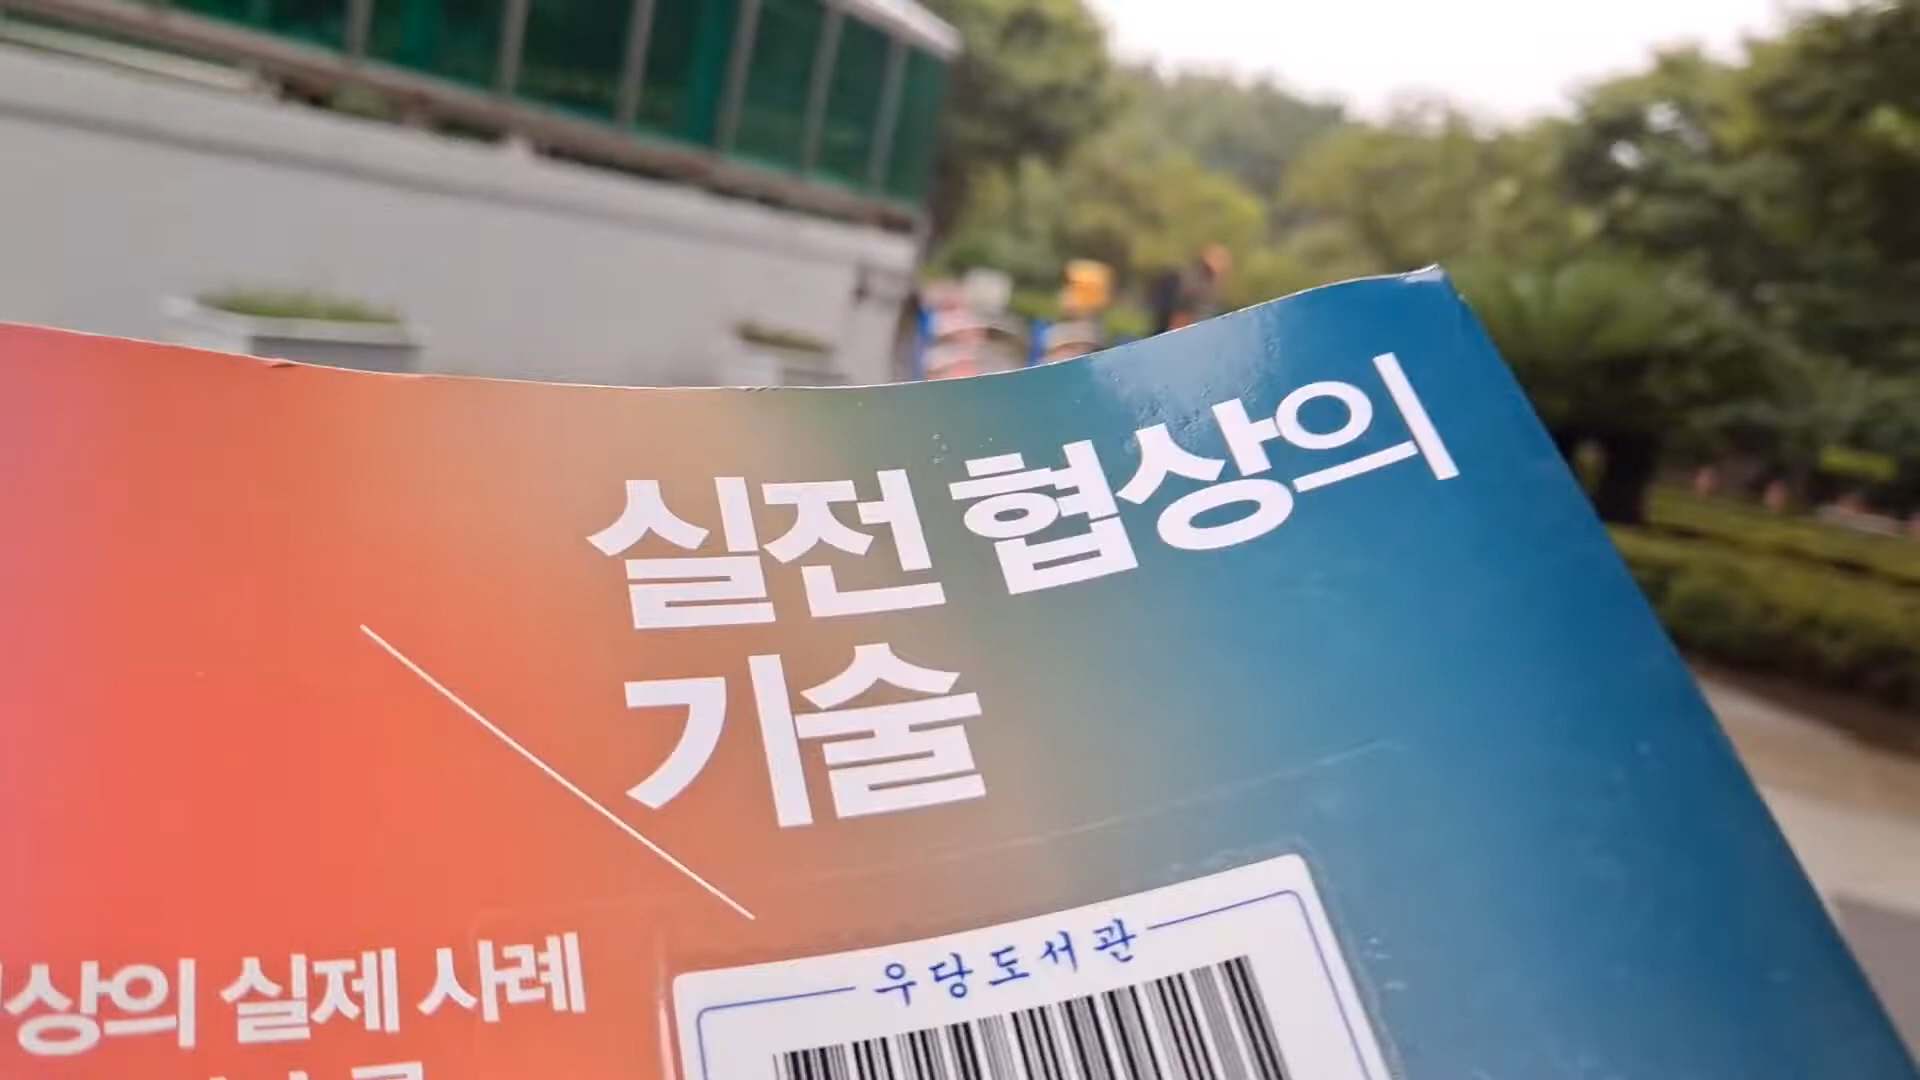 실전 협상의
기술
상의 실제 사례
우당도서관